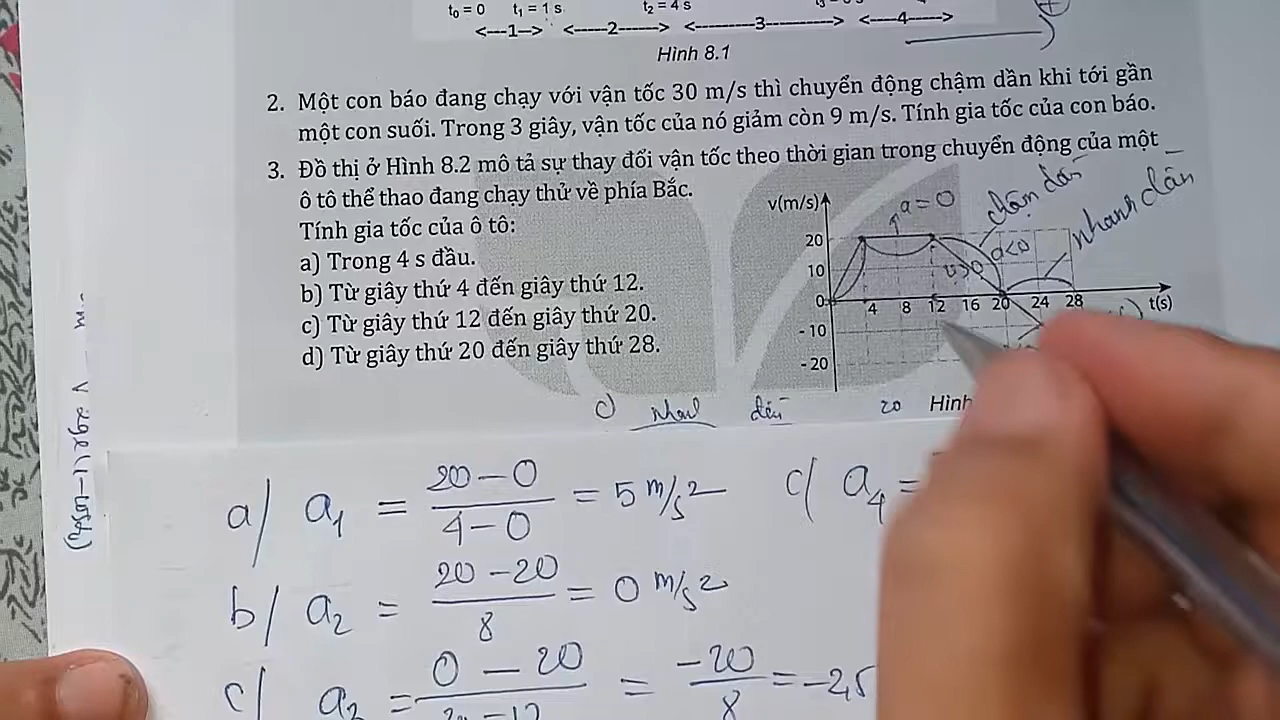 t₀ = 0 t₁ = 1 s t₂ = 4 s
<---1--> <-----2------> <---------3-----------> <----4----->
Hình 8.1
2. Một con báo đang chạy với vận tốc 30 m/s thì chuyển động chậm dần khi tới gần
một con suối. Trong 3 giây, vận tốc của nó giảm còn 9 m/s. Tính gia tốc của con báo.
3. Đồ thị ở Hình 8.2 mô tả sự thay đổi vận tốc theo thời gian trong chuyển động của một
ô tô thể thao đang chạy thử về phía Bắc.
Tính gia tốc của ô tô:
a) Trong 4 s đầu.
b) Từ giây thứ 4 đến giây thứ 12.
c) Từ giây thứ 12 đến giây thứ 20.
d) Từ giây thứ 20 đến giây thứ 28.
v(m/s)
a = 0
chậm dần
nhanh dần
20
v>0 a<0
10
0
4 8 12 16 20 24 28 t(s)
- 10
- 20
20 Hình
a/ a₁ = (20 - 0)/(4 - 0) = 5 m/s² c/ a₄ =
b/ a₂ = (20 - 20)/8 = 0 m/s²
c/ = -20/8 = -2,5